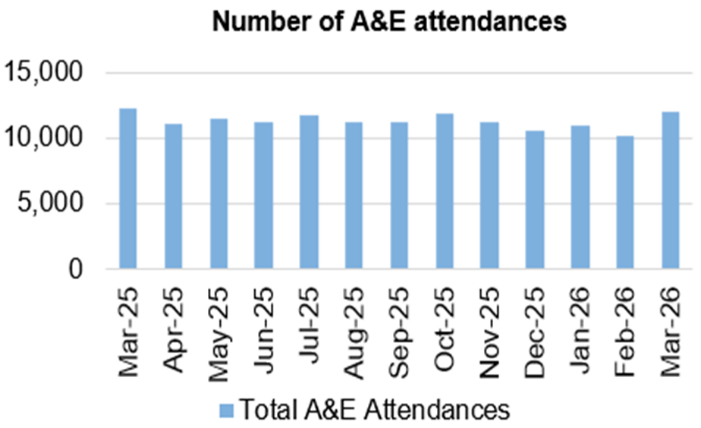 Number of A&E attendances
15,000
10,000
5,000
0
Mar-25
Apr-25
May-25
Jun-25
Jul-25
Aug-25
Sep-25
Oct-25
Nov-25
Dec-25
Jan-26
Feb-26
Mar-26
Total A&E Attendances